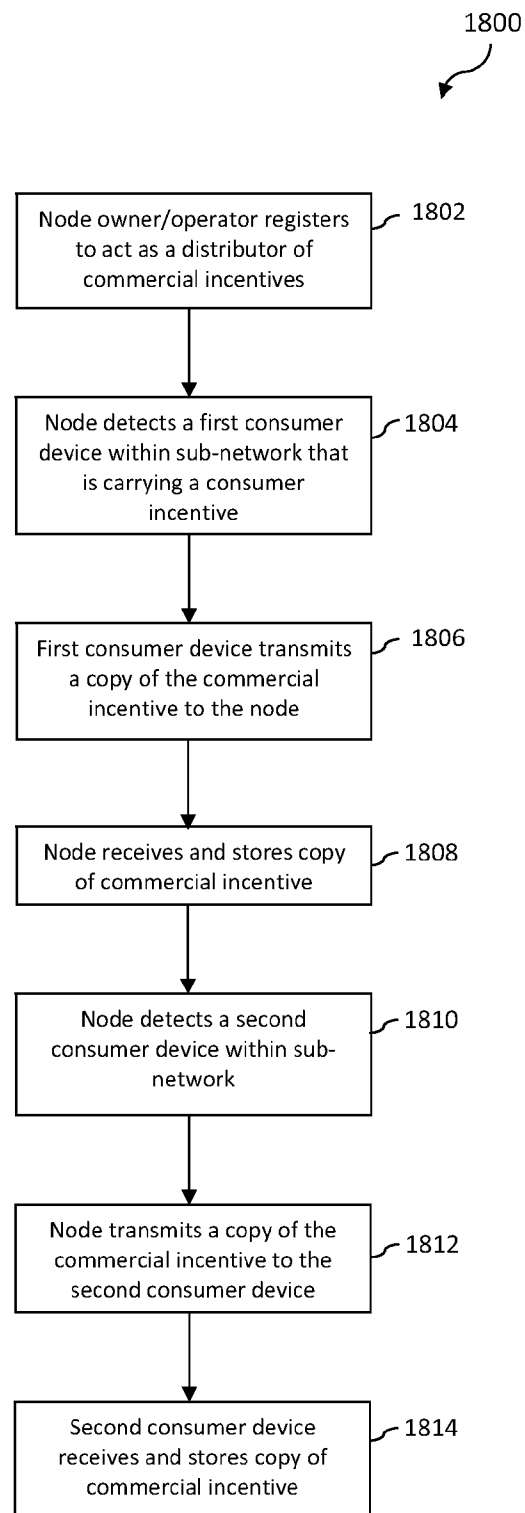 1800
Node owner/operator registers
to act as a distributor of
commercial incentives
1802
Node detects a first consumer
device within sub-network that
is carrying a consumer
incentive
1804
First consumer device transmits
a copy of the commercial
incentive to the node
1806
Node receives and stores copy
of commercial incentive
1808
Node detects a second
consumer device within sub-
network
1810
Node transmits a copy of the
commercial incentive to the
second consumer device
1812
Second consumer device
receives and stores copy of
commercial incentive
1814